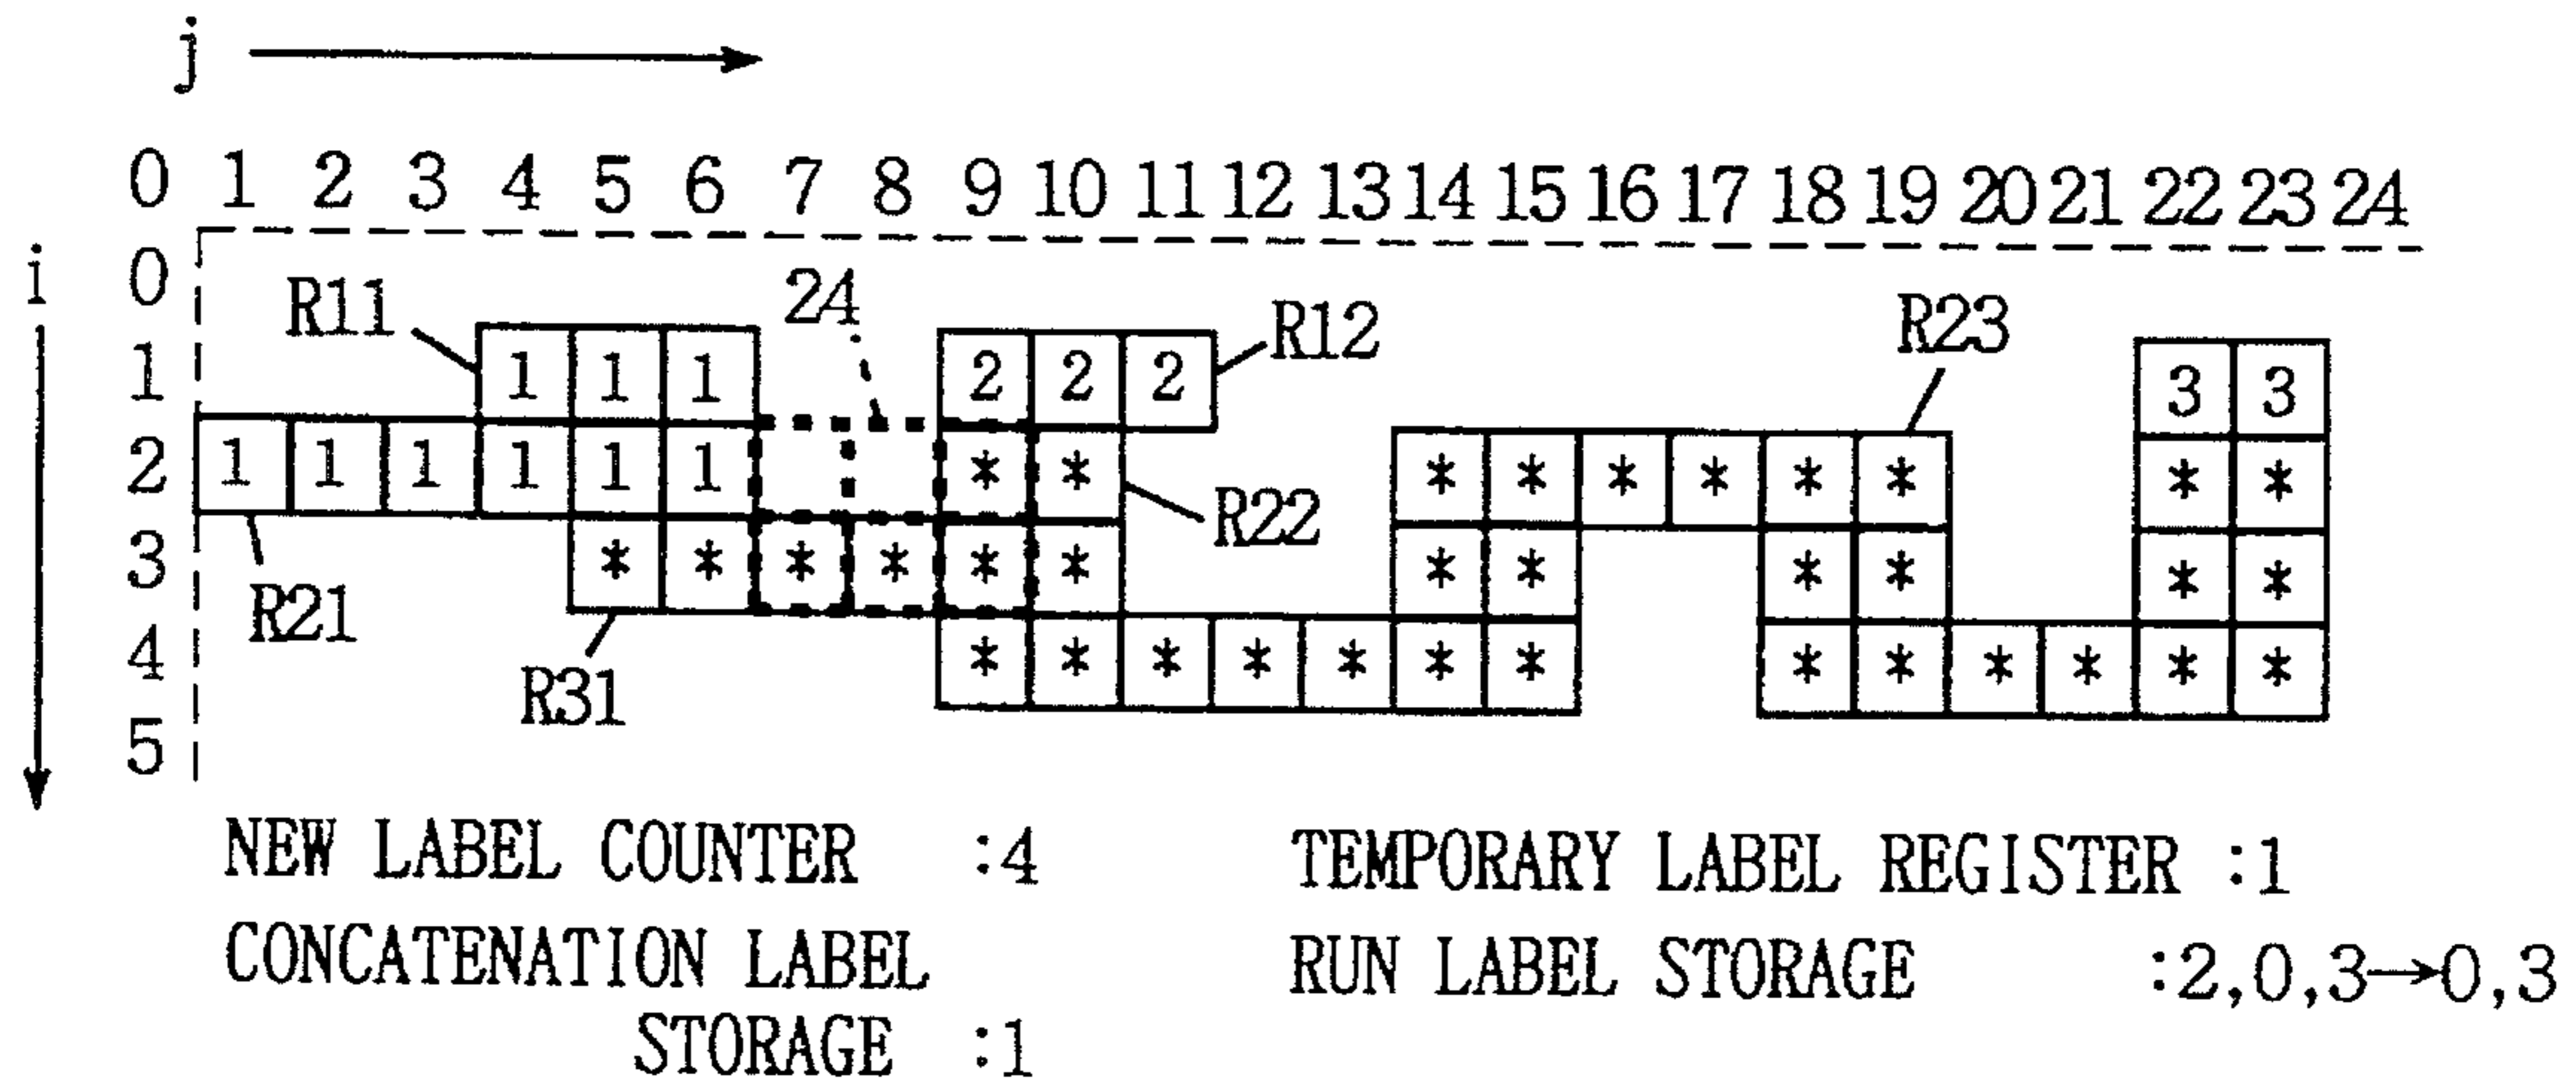 j
0 1 2 3 4 5 6 7 8 9 10 11 12 13 14 15 16 17 18 19 20 21 22 23 24
i
0 R11 24 R12 R23
1 1 1 1 2 2 2 3 3
2 1 1 1 1 1 1 * * * * * * * * * *
R22
3 * * * * * * * * * * * *
R21
4 * * * * * * * * * * * * *
R31
5
NEW LABEL COUNTER :4 TEMPORARY LABEL REGISTER :1
CONCATENATION LABEL RUN LABEL STORAGE :2,0,3→0,3
STORAGE :1